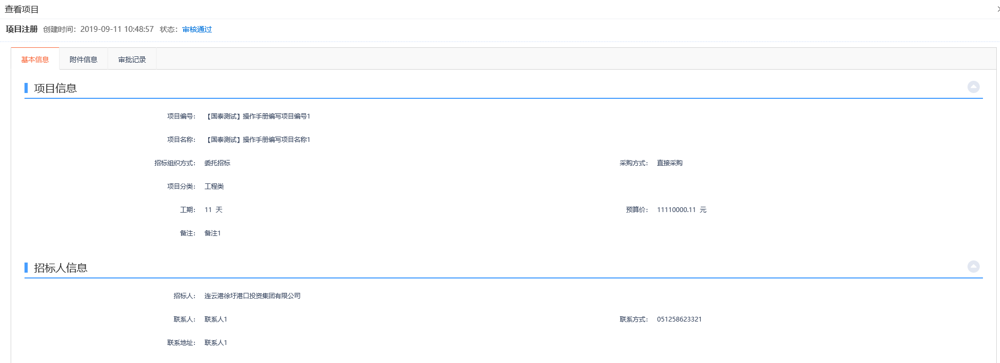 查看项目
项目注册 创建时间：2019-09-11 10:48:57 状态：审核通过
基本信息 附件信息 审批记录
项目信息
项目编号： 【国泰测试】操作手册编写项目编号1
项目名称： 【国泰测试】操作手册编写项目名称1
招标组织方式： 委托招标 采购方式： 直接采购
项目分类： 工程类
工期： 11 天 预算价： 11110000.11 元
备注： 备注1
招标人信息
招标人： 连云港徐圩港口投资集团有限公司
联系人： 联系人1 联系方式： 051258623321
联系地址： 联系人1